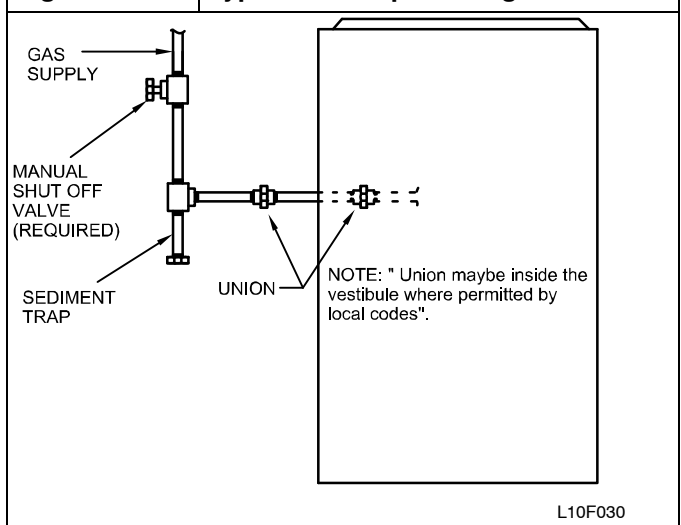 GAS
SUPPLY
MANUAL
SHUT OFF
VALVE
(REQUIRED)
SEDIMENT
TRAP
UNION
NOTE: " Union maybe inside the
vestibule where permitted by
local codes".
L10F030